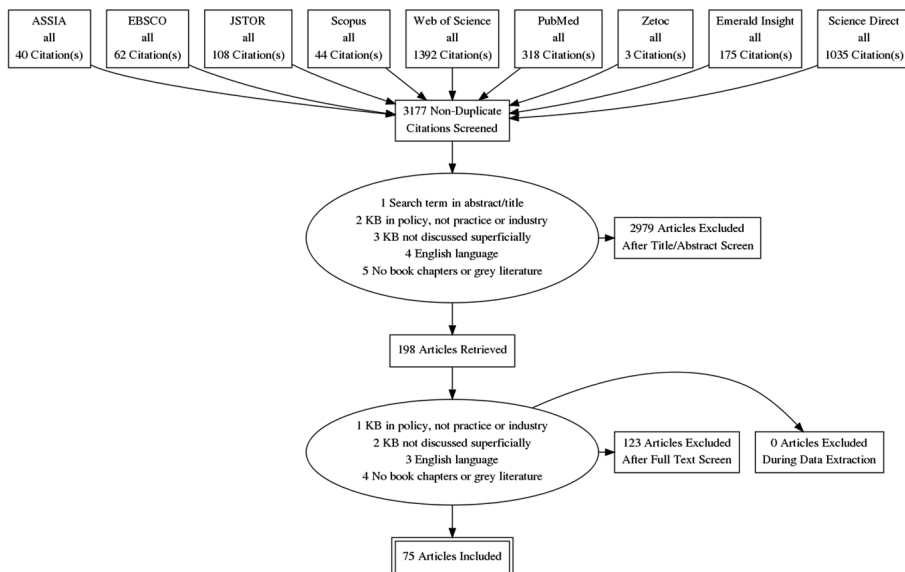 ASSIA
all
40 Citation(s)
EBSCO
all
62 Citation(s)
JSTOR
all
108 Citation(s)
Scopus
all
44 Citation(s)
Web of Science
all
1392 Citation(s)
PubMed
all
318 Citation(s)
Zetoc
all
3 Citation(s)
Emerald Insight
all
175 Citation(s)
Science Direct
all
1035 Citation(s)
3177 Non-Duplicate
Citations Screened
1 Search term in abstract/title
2 KB in policy, not practice or industry
3 KB not discussed superficially
4 English language
5 No book chapters or grey literature
2979 Articles Excluded
After Title/Abstract Screen
198 Articles Retrieved
1 KB in policy, not practice or industry
2 KB not discussed superficially
3 English language
4 No book chapters or grey literature
123 Articles Excluded
After Full Text Screen
0 Articles Excluded
During Data Extraction
75 Articles Included